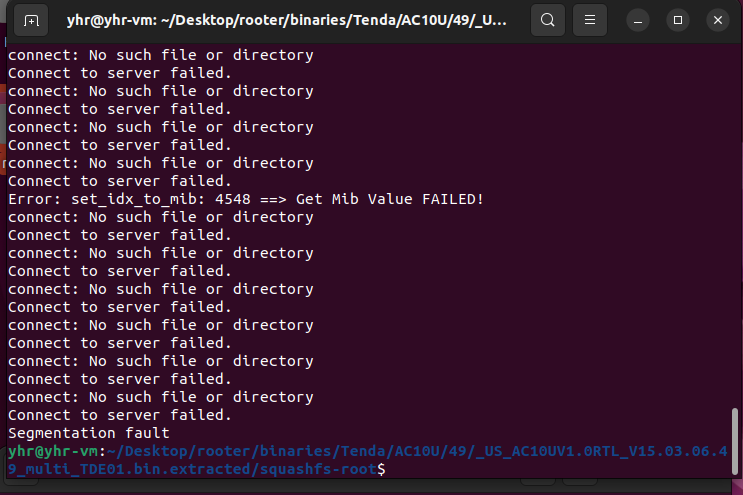 yhr@yhr-vm: ~/Desktop/rooter/binaries/Tenda/AC10U/49/_U...
connect: No such file or directory
Connect to server failed.
connect: No such file or directory
Connect to server failed.
connect: No such file or directory
Connect to server failed.
connect: No such file or directory
Connect to server failed.
Error: set_idx_to_mib: 4548 ==> Get Mib Value FAILED!
connect: No such file or directory
Connect to server failed.
connect: No such file or directory
Connect to server failed.
connect: No such file or directory
Connect to server failed.
connect: No such file or directory
Connect to server failed.
connect: No such file or directory
Connect to server failed.
connect: No such file or directory
Connect to server failed.
Segmentation fault
yhr@yhr-vm:~/Desktop/rooter/binaries/Tenda/AC10U/49/_US_AC10UV1.0RTL_V15.03.06.4
9_multi_TDE01.bin.extracted/squashfs-root$